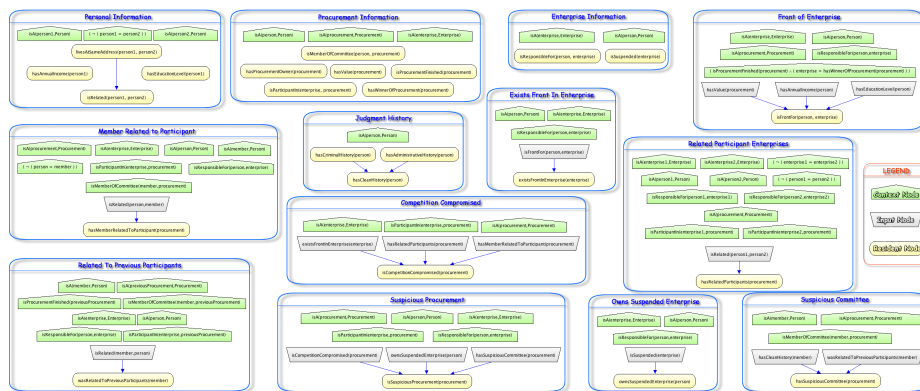 Personal Information
isA(person1,Person)
( ¬ ( person1 = person2 ) )
isA(person2,Person)
livesAtSameAddress(person1, person2)
hasAnnualIncome(person1)
hasEducationLevel(person1)
isRelated(person1, person2)
Procurement Information
isA(person,Person)
isA(procurement,Procurement)
isA(enterprise,Enterprise)
isMemberOfCommittee(person, procurement)
hasProcurementOwner(procurement)
hasValue(procurement)
isProcurementFinished(procurement)
isParticipantIn(enterprise, procurement)
hasWinnerOfProcurement(procurement)
Enterprise Information
isA(enterprise,Enterprise)
isA(person,Person)
isResponsibleFor(person, enterprise)
isSuspended(enterprise)
Front of Enterprise
isA(enterprise,Enterprise)
isA(person,Person)
isA(procurement,Procurement)
isResponsibleFor(person,enterprise)
hasValue(procurement)
hasAnnualIncome(person)
hasEducationLevel(person)
isFrontFor(person, enterprise)
Judgment History
isA(person,Person)
hasCriminalHistory(person)
hasAdministrativeHistory(person)
hasCleanHistory(person)
Exists Front In Enterprise
isA(person,Person)
isA(enterprise,Enterprise)
isResponsibleFor(person,enterprise)
isFrontFor(person,enterprise)
existsFrontInEnterprise(enterprise)
Member Related to Participant
isA(procurement,Procurement)
isA(enterprise,Enterprise)
isA(person,Person)
isA(member,Person)
( ¬ ( person = member ) )
isParticipantIn(enterprise,procurement)
isResponsibleFor(person,enterprise)
isMemberOfCommittee(member,procurement)
isRelated(person,member)
hasMemberRelatedToParticipant(procurement)
Related Participant Enterprises
isA(enterprise1,Enterprise)
isA(enterprise2,Enterprise)
( ¬ ( enterprise1 = enterprise2 ) )
isA(person1,Person)
isA(person2,Person)
( ¬ ( person1 = person2 ) )
isResponsibleFor(person1,enterprise1)
isResponsibleFor(person2,enterprise2)
isA(procurement,Procurement)
isParticipantIn(enterprise1,procurement)
isParticipantIn(enterprise2,procurement)
isRelated(person1,person2)
hasRelatedParticipants(procurement)
LEGEND
Context Node
Input Node
Resident Node
Competition Compromised
isA(enterprise,Enterprise)
isParticipantIn(enterprise,procurement)
isA(procurement,Procurement)
existsFrontInEnterprise(enterprise)
hasRelatedParticipants(procurement)
hasMemberRelatedToParticipant(procurement)
isCompetitionCompromised(procurement)
Related To Previous Participants
isA(member,Person)
isA(previousProcurement,Procurement)
isProcurementFinished(previousProcurement)
isMemberOfCommittee(member,previousProcurement)
isA(enterprise,Enterprise)
isA(person,Person)
isResponsibleFor(person,enterprise)
isParticipantIn(enterprise,previousProcurement)
isRelated(member,person)
wasRelatedToPreviousParticipants(member)
Suspicious Procurement
isA(procurement,Procurement)
isA(person,Person)
isA(enterprise,Enterprise)
isParticipantIn(enterprise,procurement)
isResponsibleFor(person,enterprise)
isCompetitionCompromised(procurement)
ownsSuspendedEnterprise(person)
hasSuspiciousCommittee(procurement)
isSuspiciousProcurement(procurement)
Owns Suspended Enterprise
isA(enterprise,Enterprise)
isA(person,Person)
isResponsibleFor(person,enterprise)
isSuspended(enterprise)
ownsSuspendedEnterprise(person)
Suspicious Committee
isA(member,Person)
isA(procurement,Procurement)
isMemberOfCommittee(member,procurement)
hasCleanHistory(member)
wasRelatedToPreviousParticipants(member)
hasSuspiciousCommittee(procurement)